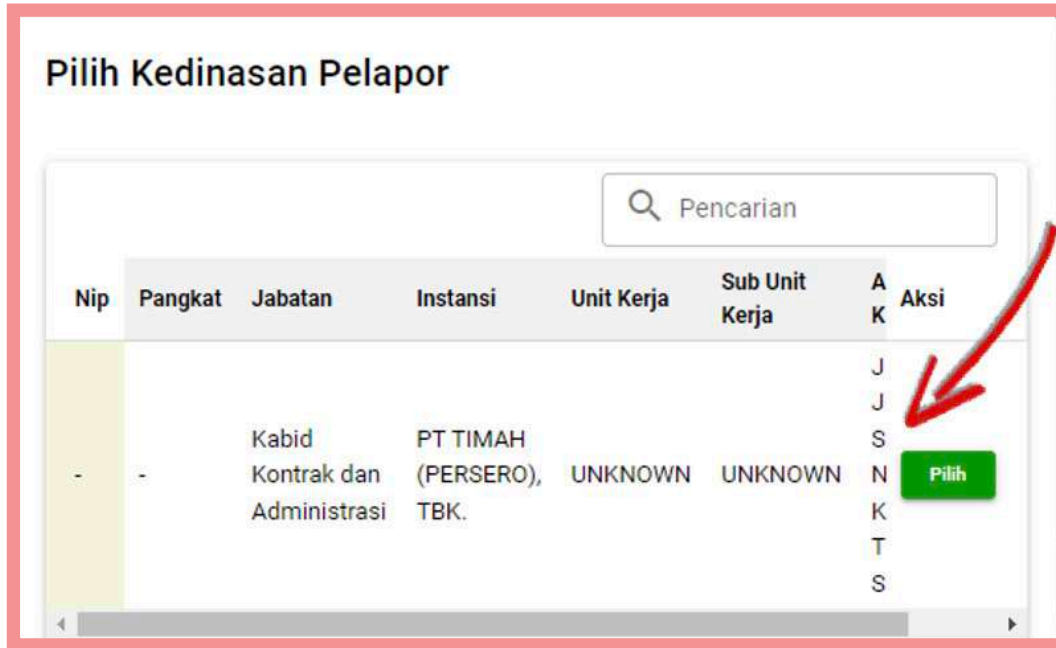 Pilih Kedinasan Pelapor
Pencarian
Nip Pangkat Jabatan Instansi Unit Kerja Sub Unit Kerja A K Aksi
- - Kabid Kontrak dan Administrasi PT TIMAH (PERSERO), TBK. UNKNOWN UNKNOWN J J S N K T S Pilih